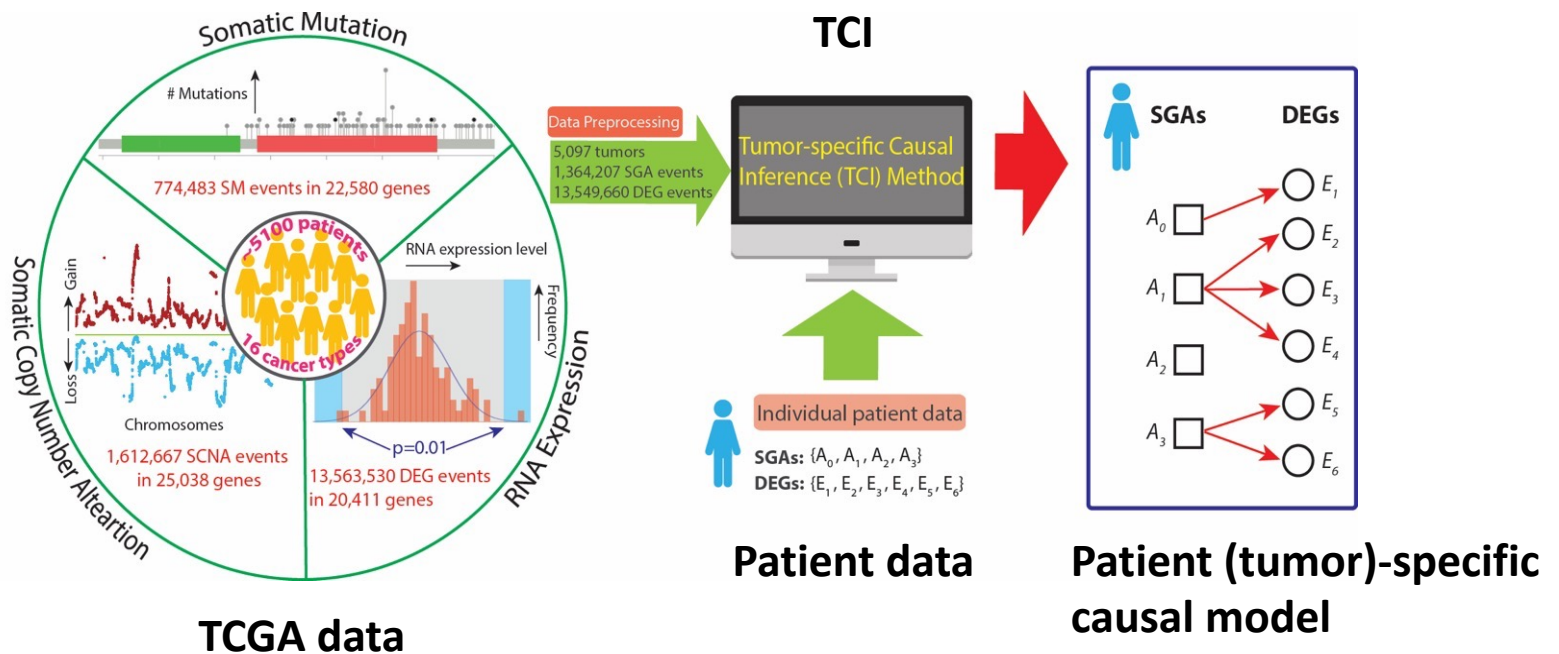 Somatic Mutation
# Mutations
774,483 SM events in 22,580 genes
~5100 patients
16 cancer types
Somatic Copy Number Alteartion
Gain
Loss
Chromosomes
1,612,667 SCNA events
in 25,038 genes
RNA expression level
Frequency
p=0.01
13,563,530 DEG events
in 20,411 genes
RNA Expression
TCGA data
Data Preprocessing
5,097 tumors
1,364,207 SGA events
13,549,660 DEG events
TCI
Tumor-specific Causal
Inference (TCI) Method
Individual patient data
SGAs: {A0, A1, A2, A3}
DEGs: {E1, E2, E3, E4, E5, E6}
Patient data
SGAs
DEGs
A0
A1
A2
A3
E1
E2
E3
E4
E5
E6
Patient (tumor)-specific
causal model